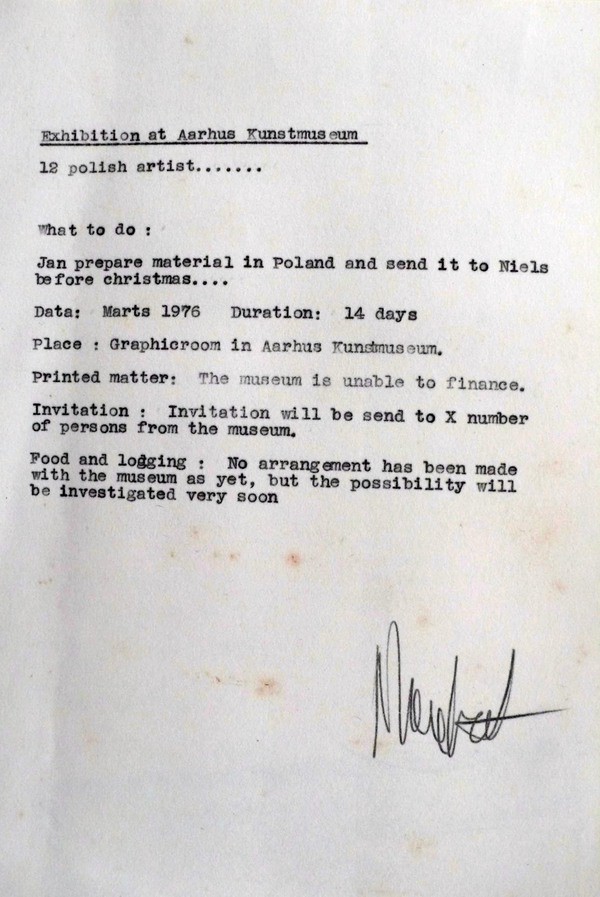 Exhibition at Aarhus Kunstmuseum
12 polish artist.......
What to do :
Jan prepare material in Poland and send it to Niels
before christmas....
Data: Marts 1976 Duration: 14 days
Place : Graphicroom in Aarhus Kunstmuseum.
Printed matter: The museum is unable to finance.
Invitation : Invitation will be send to X number
of persons from the museum.
Food and logging : No arrangement has been made
with the museum as yet, but the possibility will
be investigated very soon